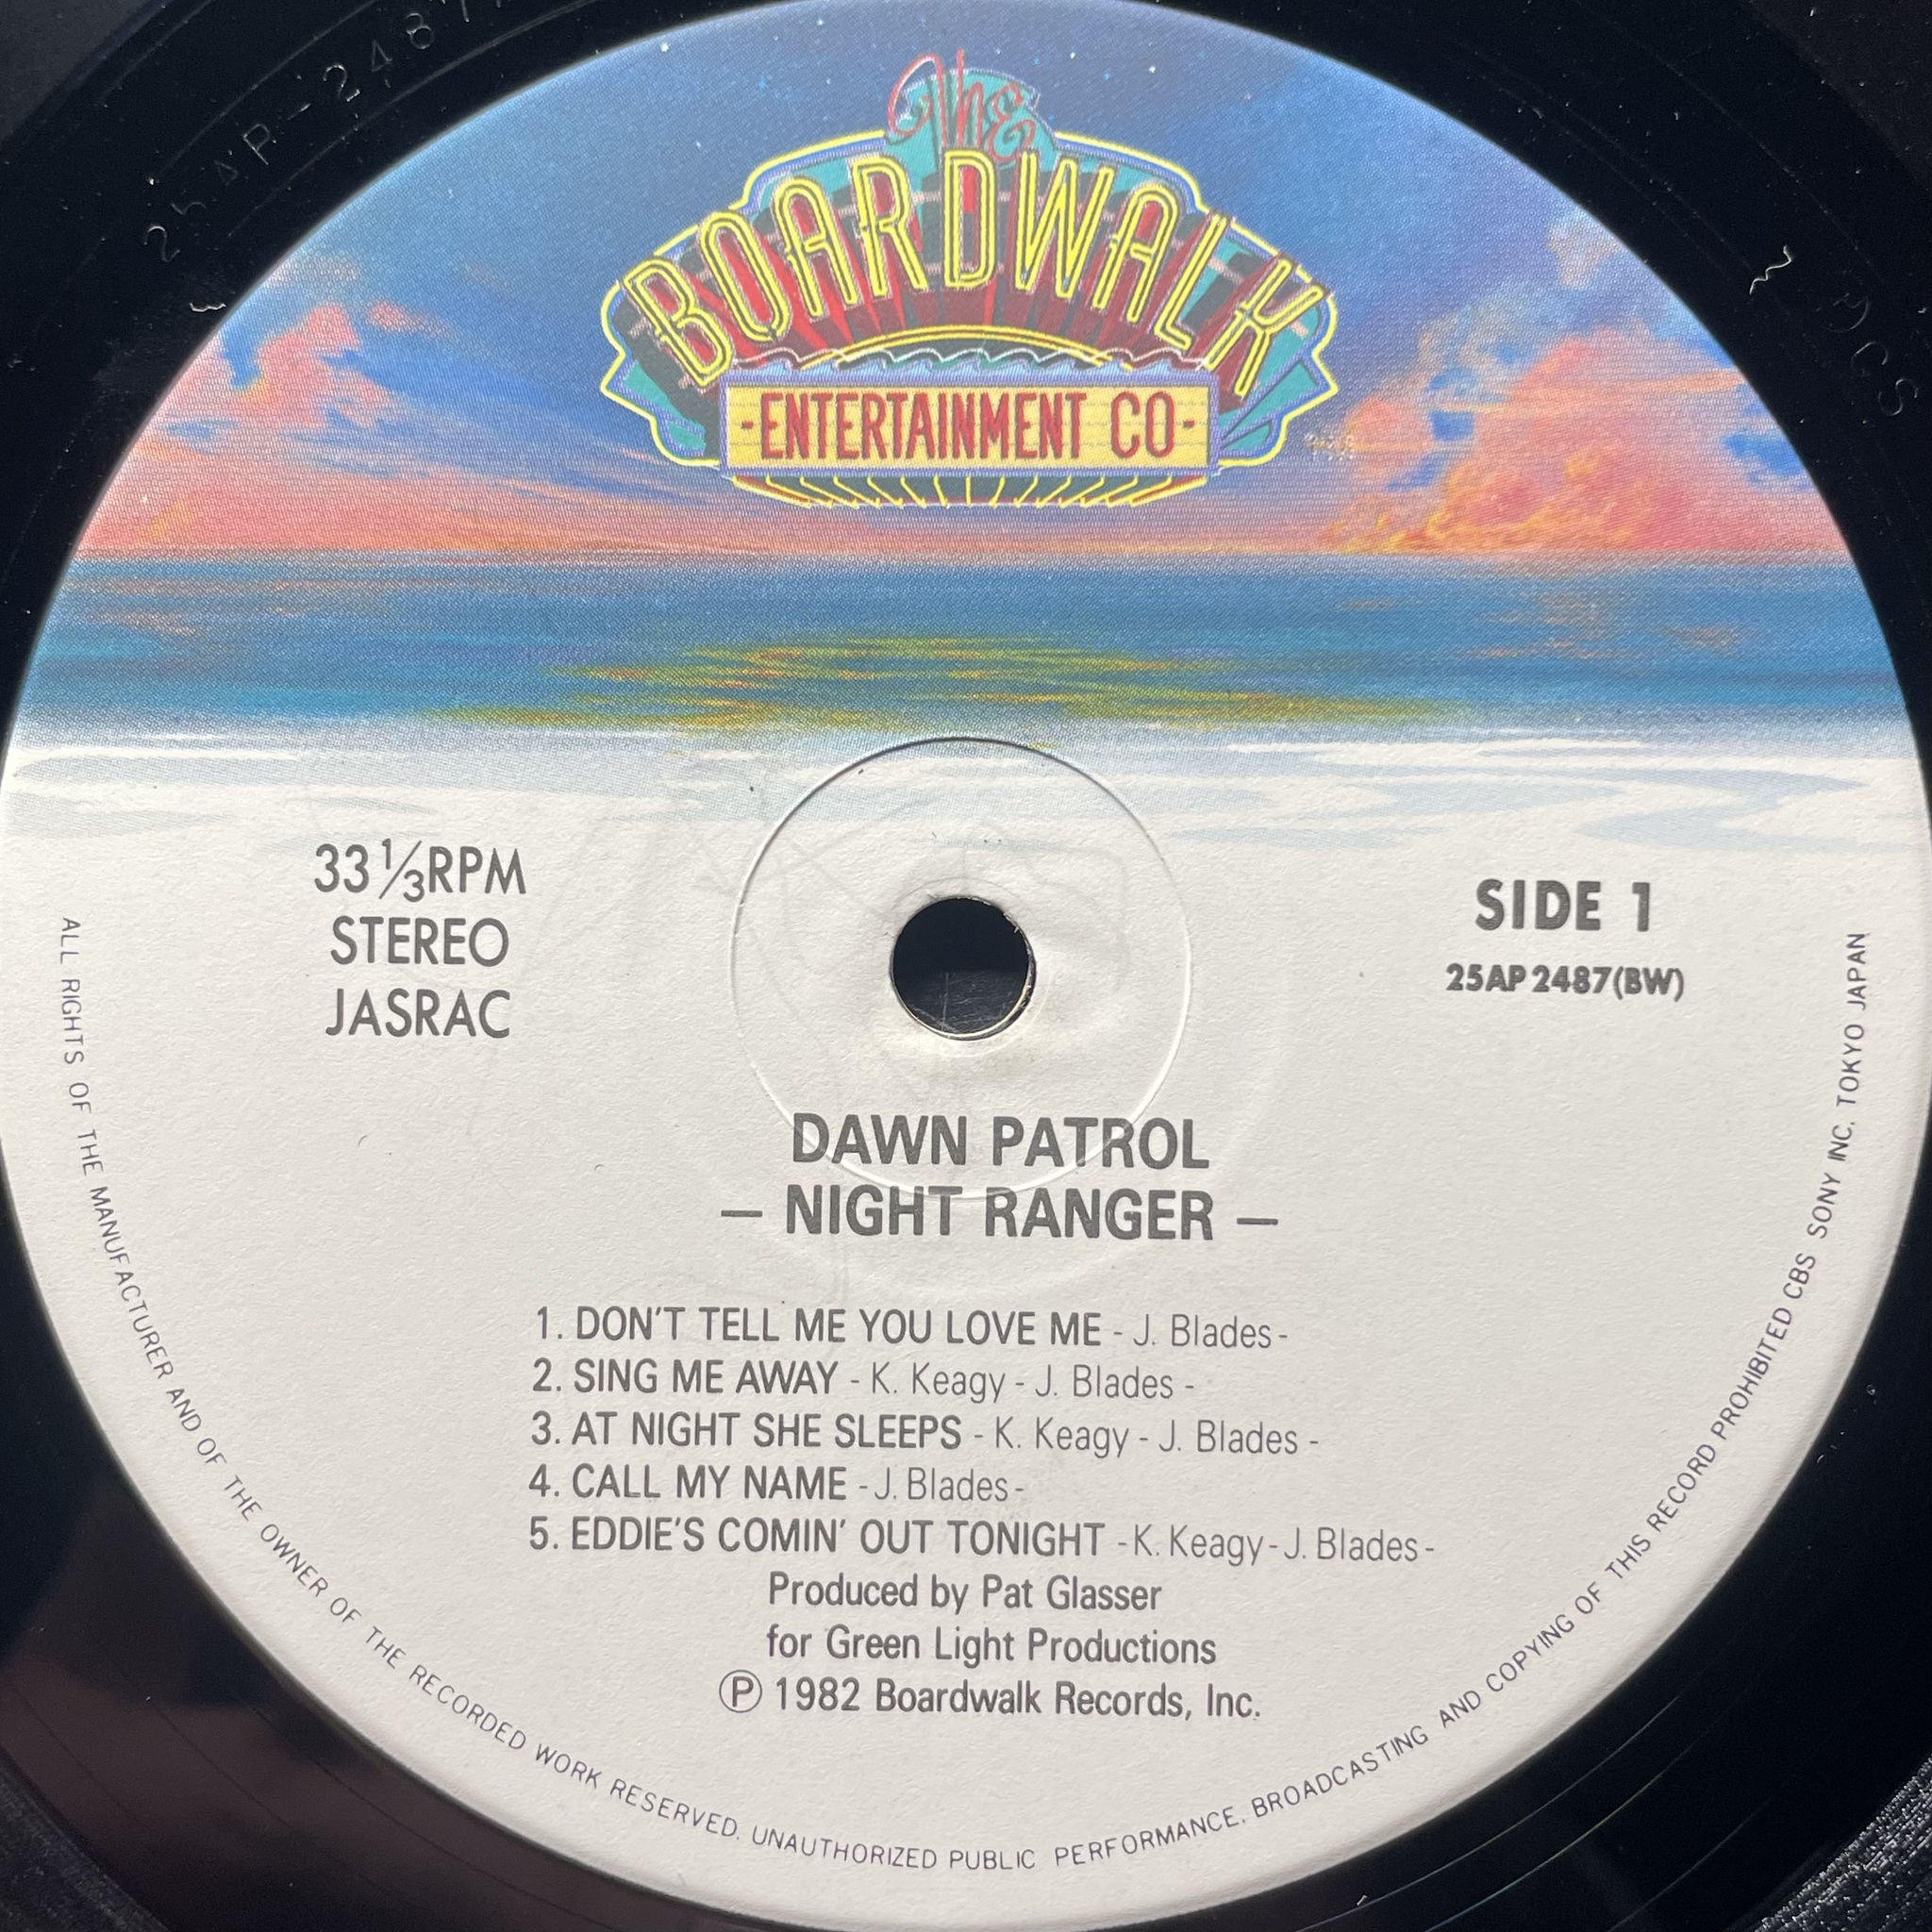 The
BOARDWALK
-ENTERTAINMENT CO-
33 1/3 RPM
STEREO
JASRAC
SIDE 1
25AP 2487(BW)
DAWN PATROL
— NIGHT RANGER —
1. DON'T TELL ME YOU LOVE ME - J. Blades -
2. SING ME AWAY - K. Keagy - J. Blades -
3. AT NIGHT SHE SLEEPS - K. Keagy - J. Blades -
4. CALL MY NAME - J. Blades -
5. EDDIE'S COMIN' OUT TONIGHT - K. Keagy - J. Blades -
Produced by Pat Glasser
for Green Light Productions
Ⓟ 1982 Boardwalk Records, Inc.
ALL RIGHTS OF THE MANUFACTURER AND OF THE OWNER OF THE RECORDED WORK RESERVED. UNAUTHORIZED PUBLIC PERFORMANCE. BROADCASTING AND COPYING OF THIS RECORD PROHIBITED CBS SONY INC. TOKYO JAPAN